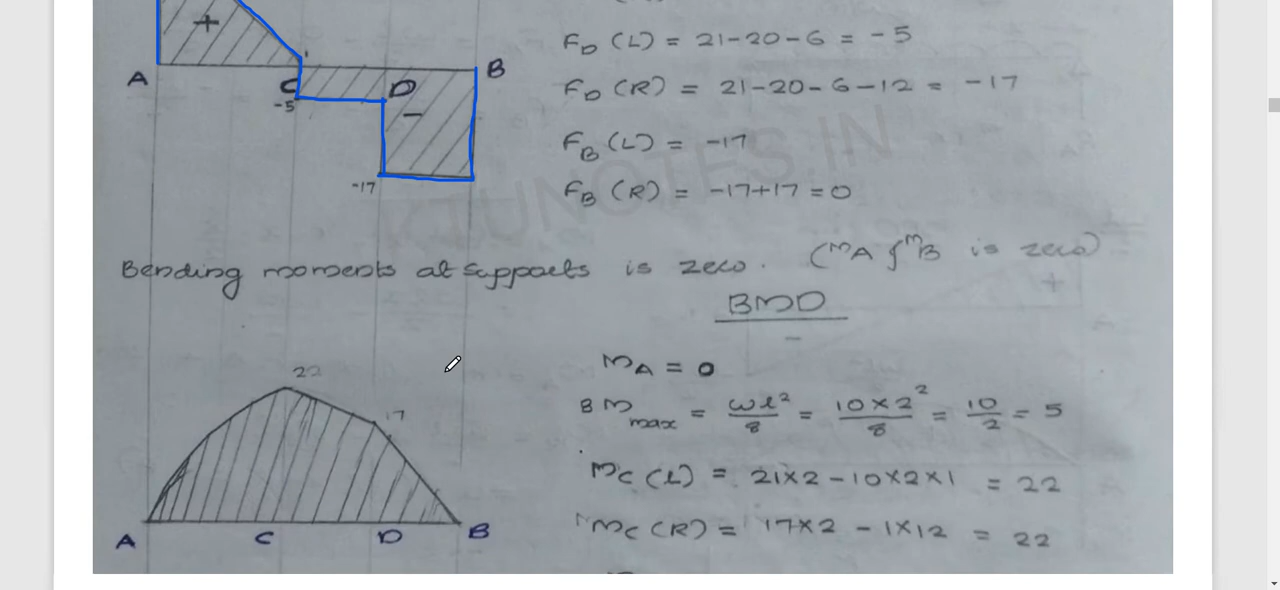 +
F_D (L) = 21-20-6 = -5
A
C
D
B
-5
F_D (R) = 21-20-6-12 = -17
-
F_B (L) = -17
-17
F_B (R) = -17+17 = 0
KTUNOTES IN
Bending moments at supports is zero. (M_A & M_B is zero)
BMD
M_A = 0
22
17
BM_max = wl²/8 = 10×2²/8 = 10/2 = 5
M_C (L) = 21×2-10×2×1 = 22
M_C (R) = 17×2 - 1×12 = 22
A C D B